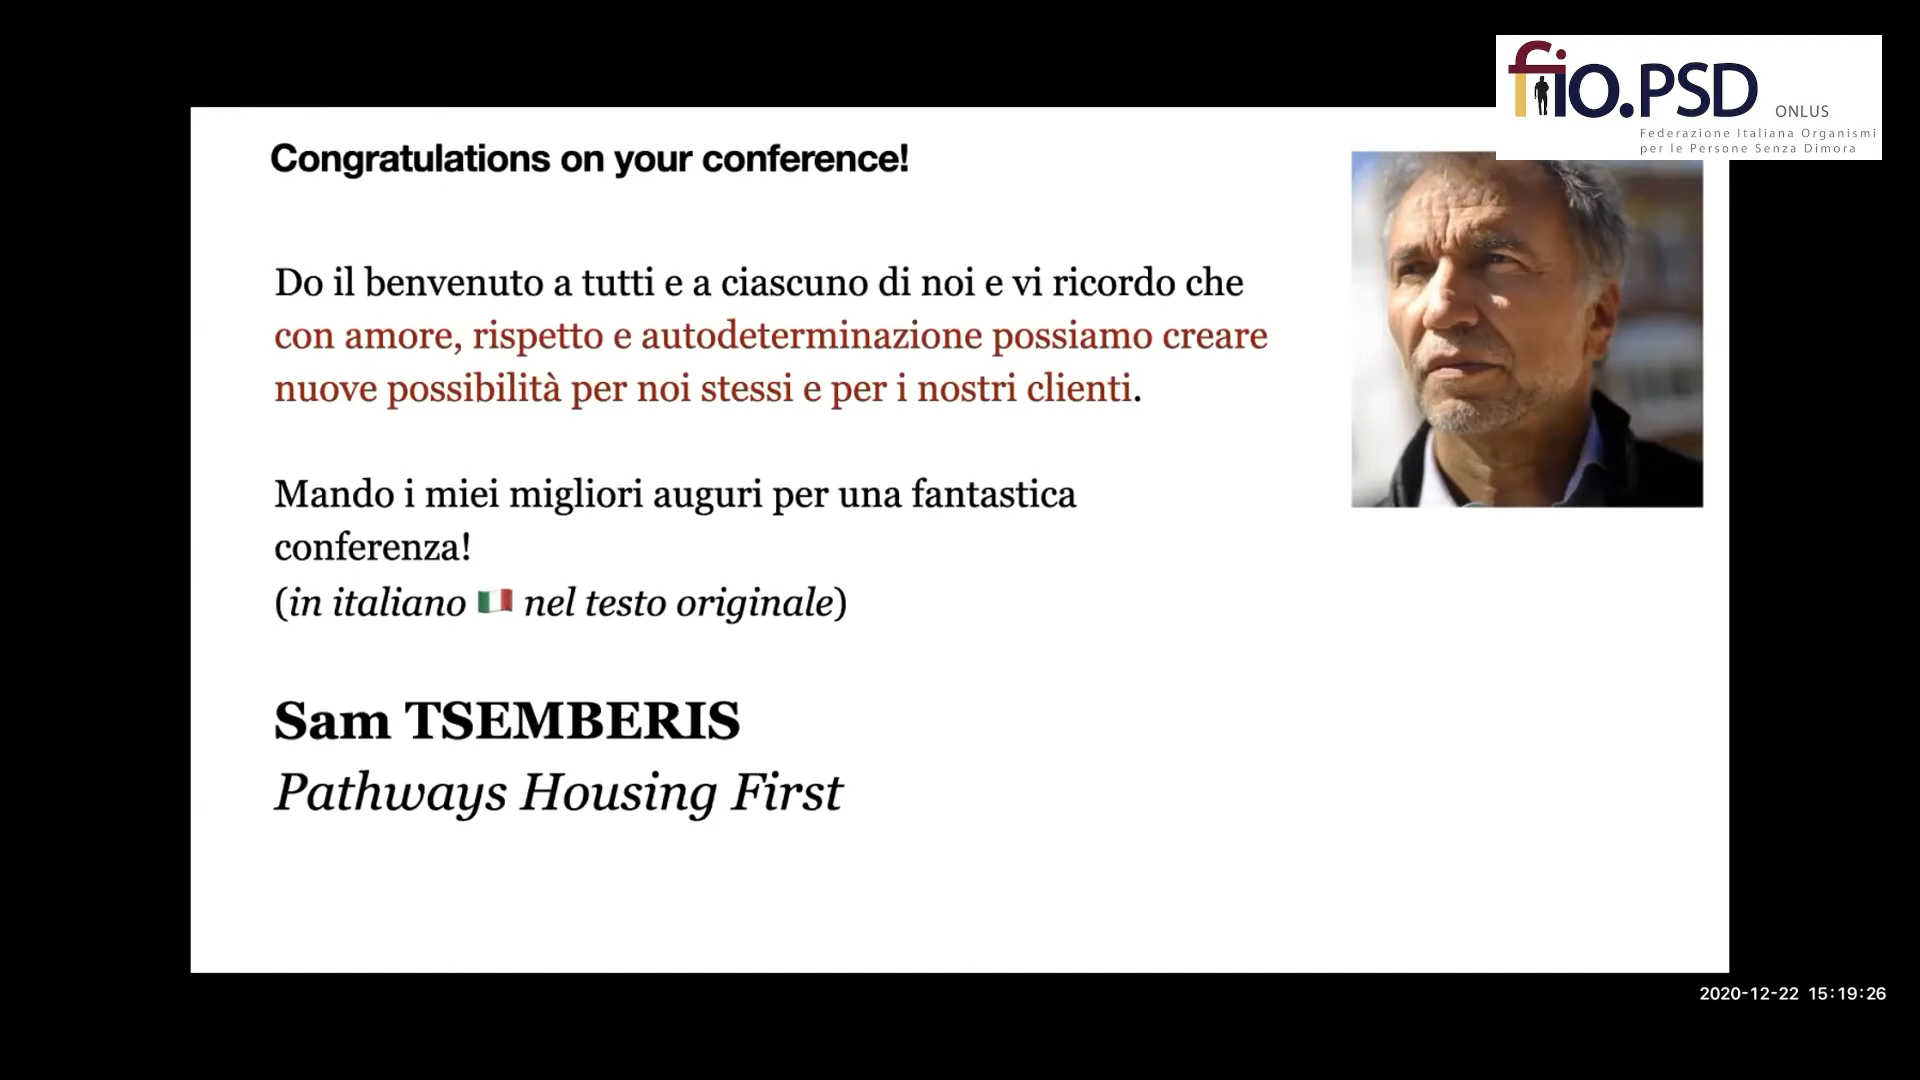 fio.PSD ONLUS
Federazione Italiana Organismi
per le Persone Senza Dimora
Congratulations on your conference!
Do il benvenuto a tutti e a ciascuno di noi e vi ricordo che
con amore, rispetto e autodeterminazione possiamo creare
nuove possibilità per noi stessi e per i nostri clienti.
Mando i miei migliori auguri per una fantastica
conferenza!
(in italiano 🇮🇹 nel testo originale)
Sam TSEMBERIS
Pathways Housing First
2020-12-22 15:19:26